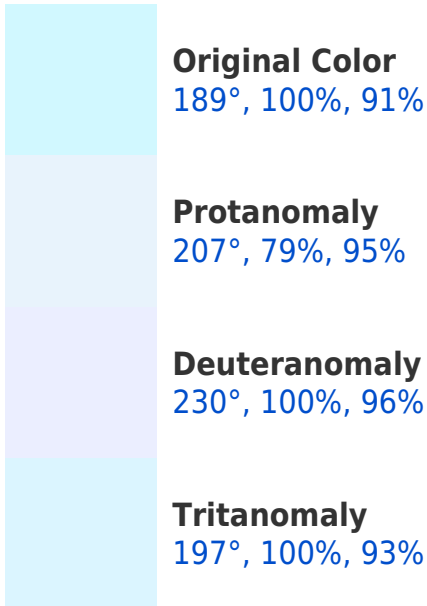 Original Color
189°, 100%, 91%
Protanomaly
207°, 79%, 95%
Deuteranomaly
230°, 100%, 96%
Tritanomaly
197°, 100%, 93%